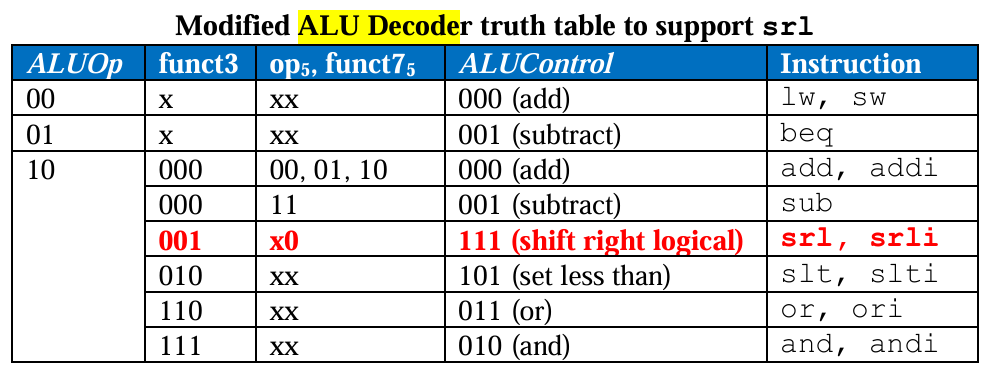 Modified ALU Decoder truth table to support srl
ALUOp funct3 op5, funct75 ALUControl Instruction
00 x xx 000 (add) lw, sw
01 x xx 001 (subtract) beq
10 000 00, 01, 10 000 (add) add, addi
000 11 001 (subtract) sub
001 x0 111 (shift right logical) srl, srli
010 xx 101 (set less than) slt, slti
110 xx 011 (or) or, ori
111 xx 010 (and) and, andi